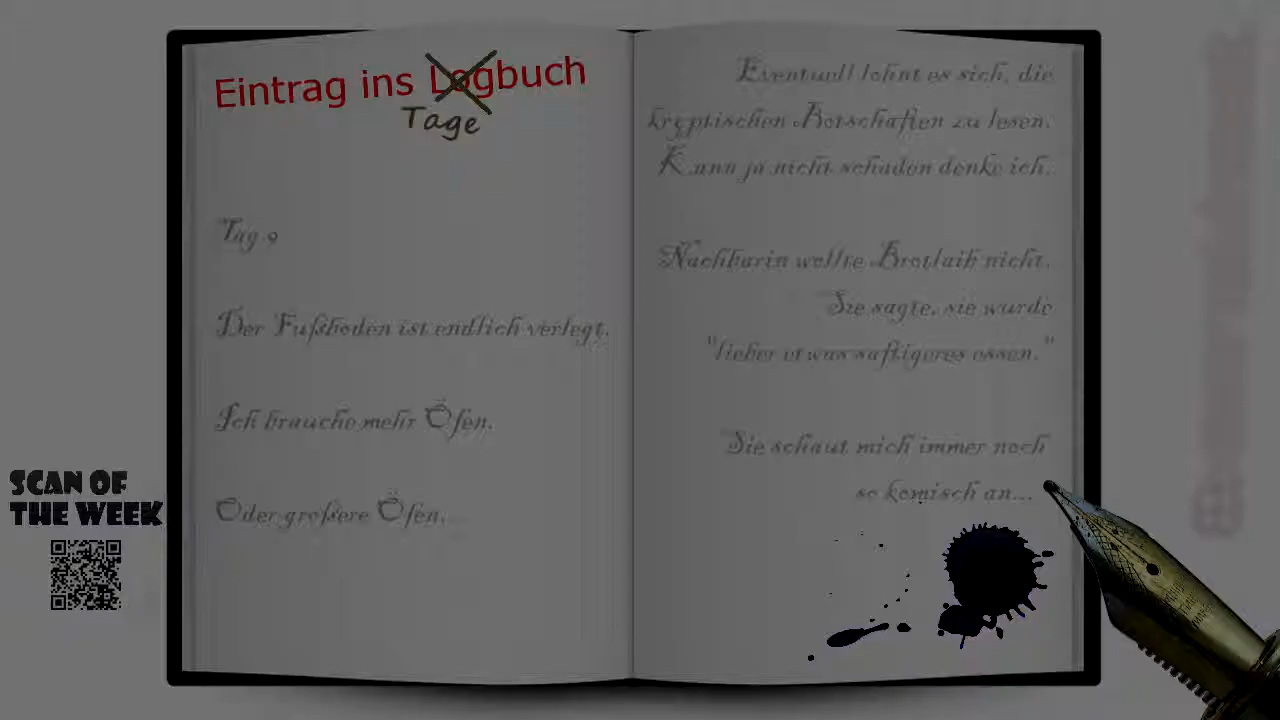 Eintrag ins Logbuch
Tage
Tag 9
Der Fußboden ist endlich verlegt.
Ich brauche mehr Öfen.
Oder größere Öfen...
Eventuell lohnt es sich, die
kryptischen Botschaften zu lesen.
Kann ja nicht schaden denke ich.
Nachbarin wollte Brotlaib nicht.
Sie sagte, sie würde
"lieber etwas saftigeres essen."
Sie schaut mich immer noch
so komisch an...
SCAN OF
THE WEEK